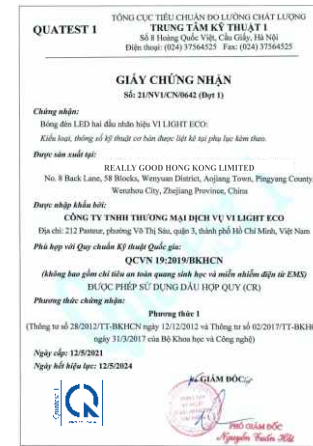 QUATEST 1
TỔNG CỤC TIÊU CHUẨN ĐO LƯỜNG CHẤT LƯỢNG
TRUNG TÂM KỸ THUẬT 1
Số 8 Hoàng Quốc Việt, Cầu Giấy, Hà Nội
Điện thoại: (024) 37564525 Fax: (024) 37564525
GIẤY CHỨNG NHẬN
Số: 21/NV1/CN/0642 (Đợt 1)
Chứng nhận:
Bóng đèn LED hai đầu nhãn hiệu VI LIGHT ECO:
Kiểu loại, thông số kỹ thuật cơ bản được liệt kê tại phụ lục kèm theo.
Được sản xuất tại:
REALLY GOOD HONG KONG LIMITED
No. 8 Back Lane, 58 Blocks, Wenyuan District, Aojiang Town, Pingyang County
Wenzhou City, Zhejiang Province, China
Được nhập khẩu bởi:
CÔNG TY TNHH THƯƠNG MẠI DỊCH VỤ VI LIGHT ECO
Địa chỉ: 212 Pasteur, phường Võ Thị Sáu, quận 3, thành phố Hồ Chí Minh, Việt Nam
Phù hợp với Quy chuẩn Kỹ thuật Quốc gia:
QCVN 19:2019/BKHCN
(không bao gồm chỉ tiêu an toàn quang sinh học và miễn nhiễm điện từ EMS)
ĐƯỢC PHÉP SỬ DỤNG DẤU HỢP QUY (CR)
Phương thức chứng nhận:
Phương thức 1
(Thông tư số 28/2012/TT-BKHCN ngày 12/12/2012 và Thông tư số 02/2017/TT-BKH
ngày 31/3/2017 của Bộ Khoa học và Công nghệ)
Ngày cấp: 12/5/2021
Ngày hết hiệu lực: 12/5/2024
Quatest 1
GIÁM ĐỐC
PHÓ GIÁM ĐỐC
Nguyễn Tuấn Hải